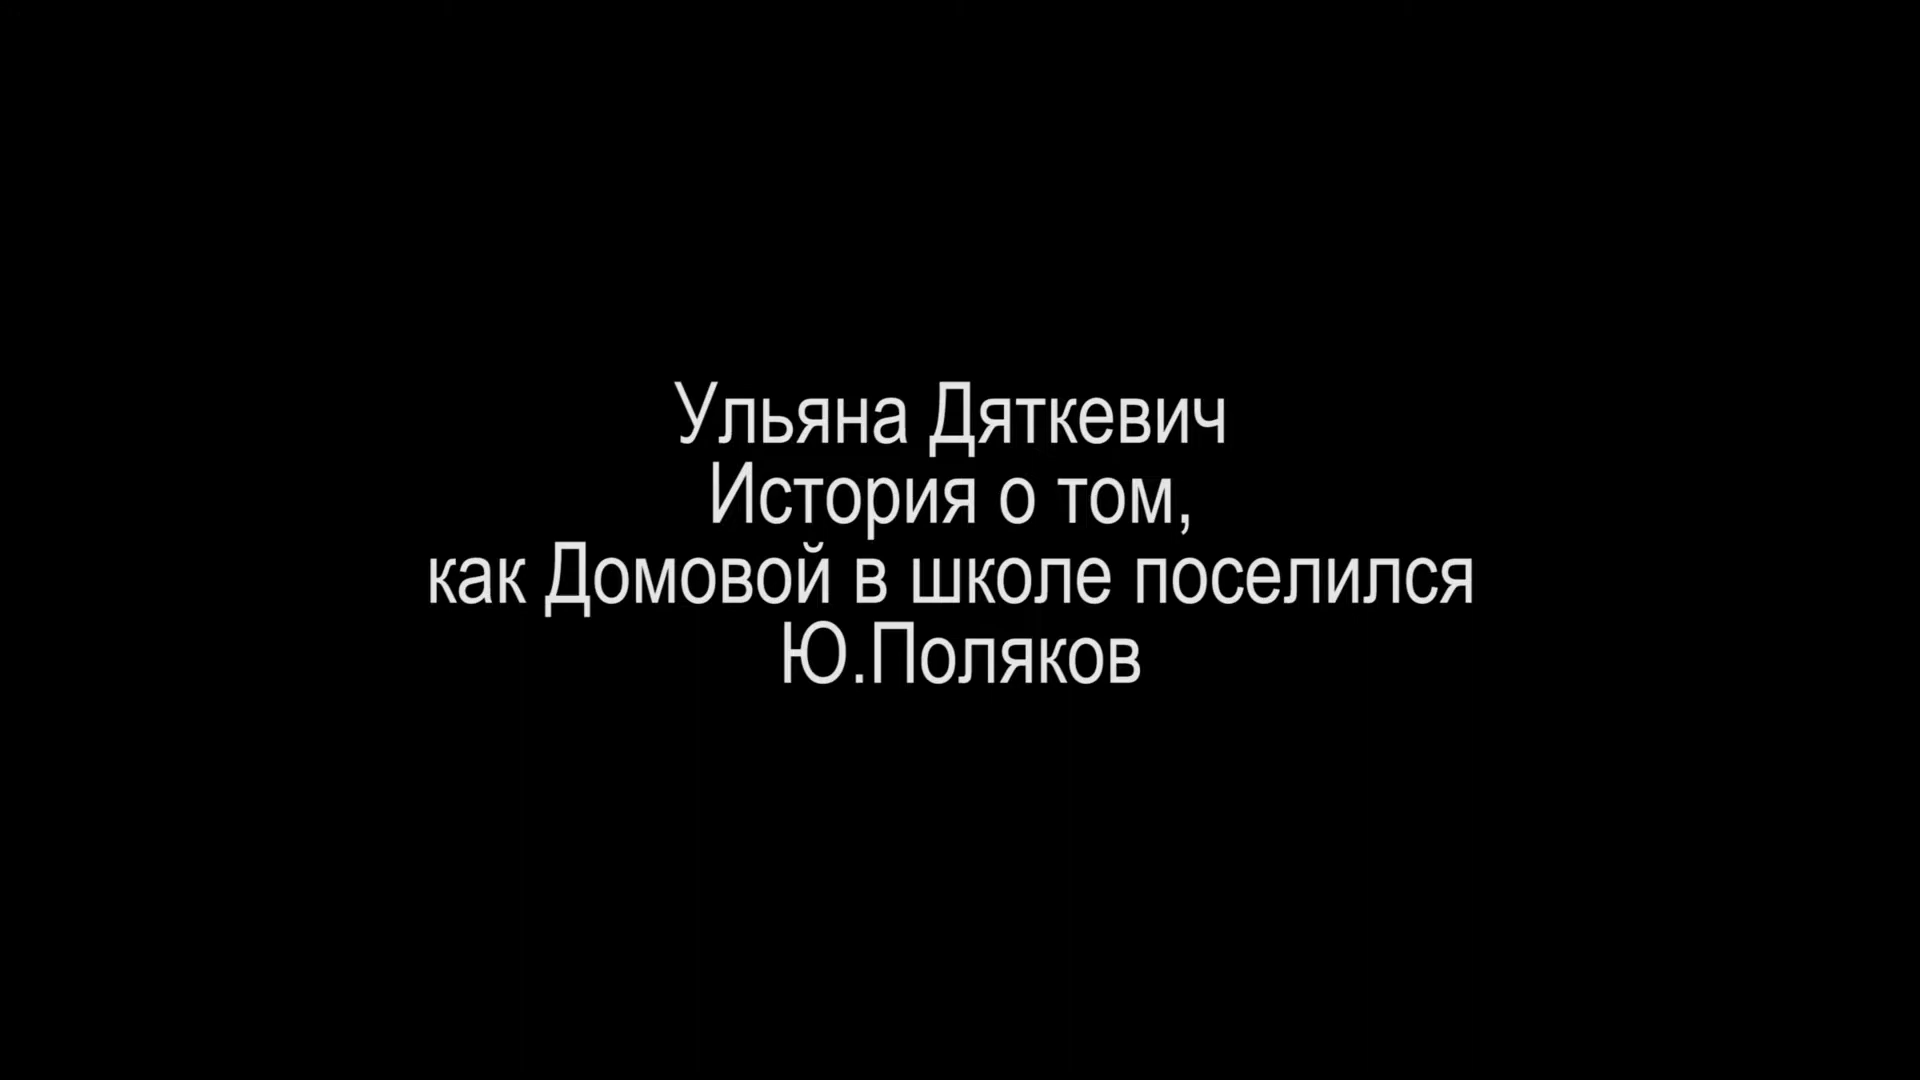 Ульяна Дяткевич
История о том,
как Домовой в школе поселился
Ю.Поляков